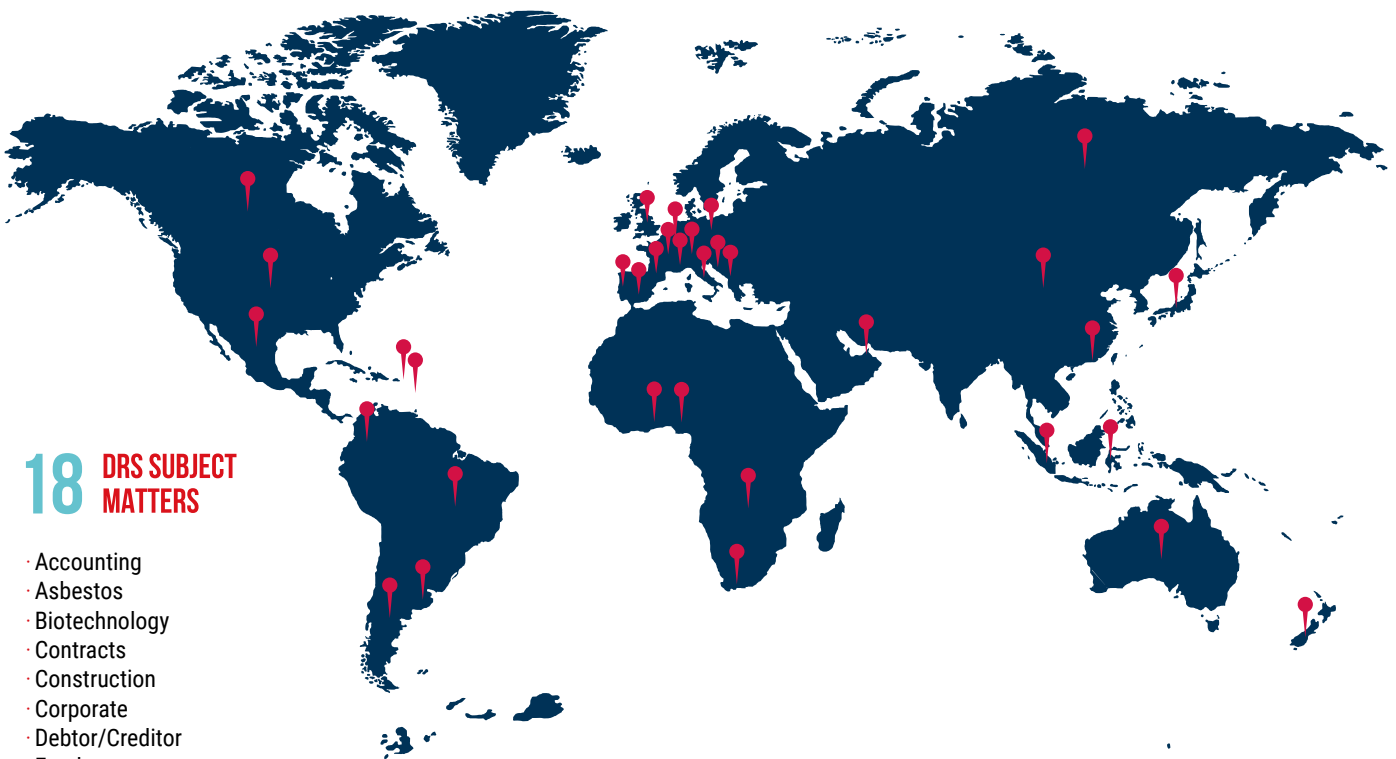 18 DRS SUBJECT
MATTERS
· Accounting
· Asbestos
· Biotechnology
· Contracts
· Construction
· Corporate
· Debtor/Creditor